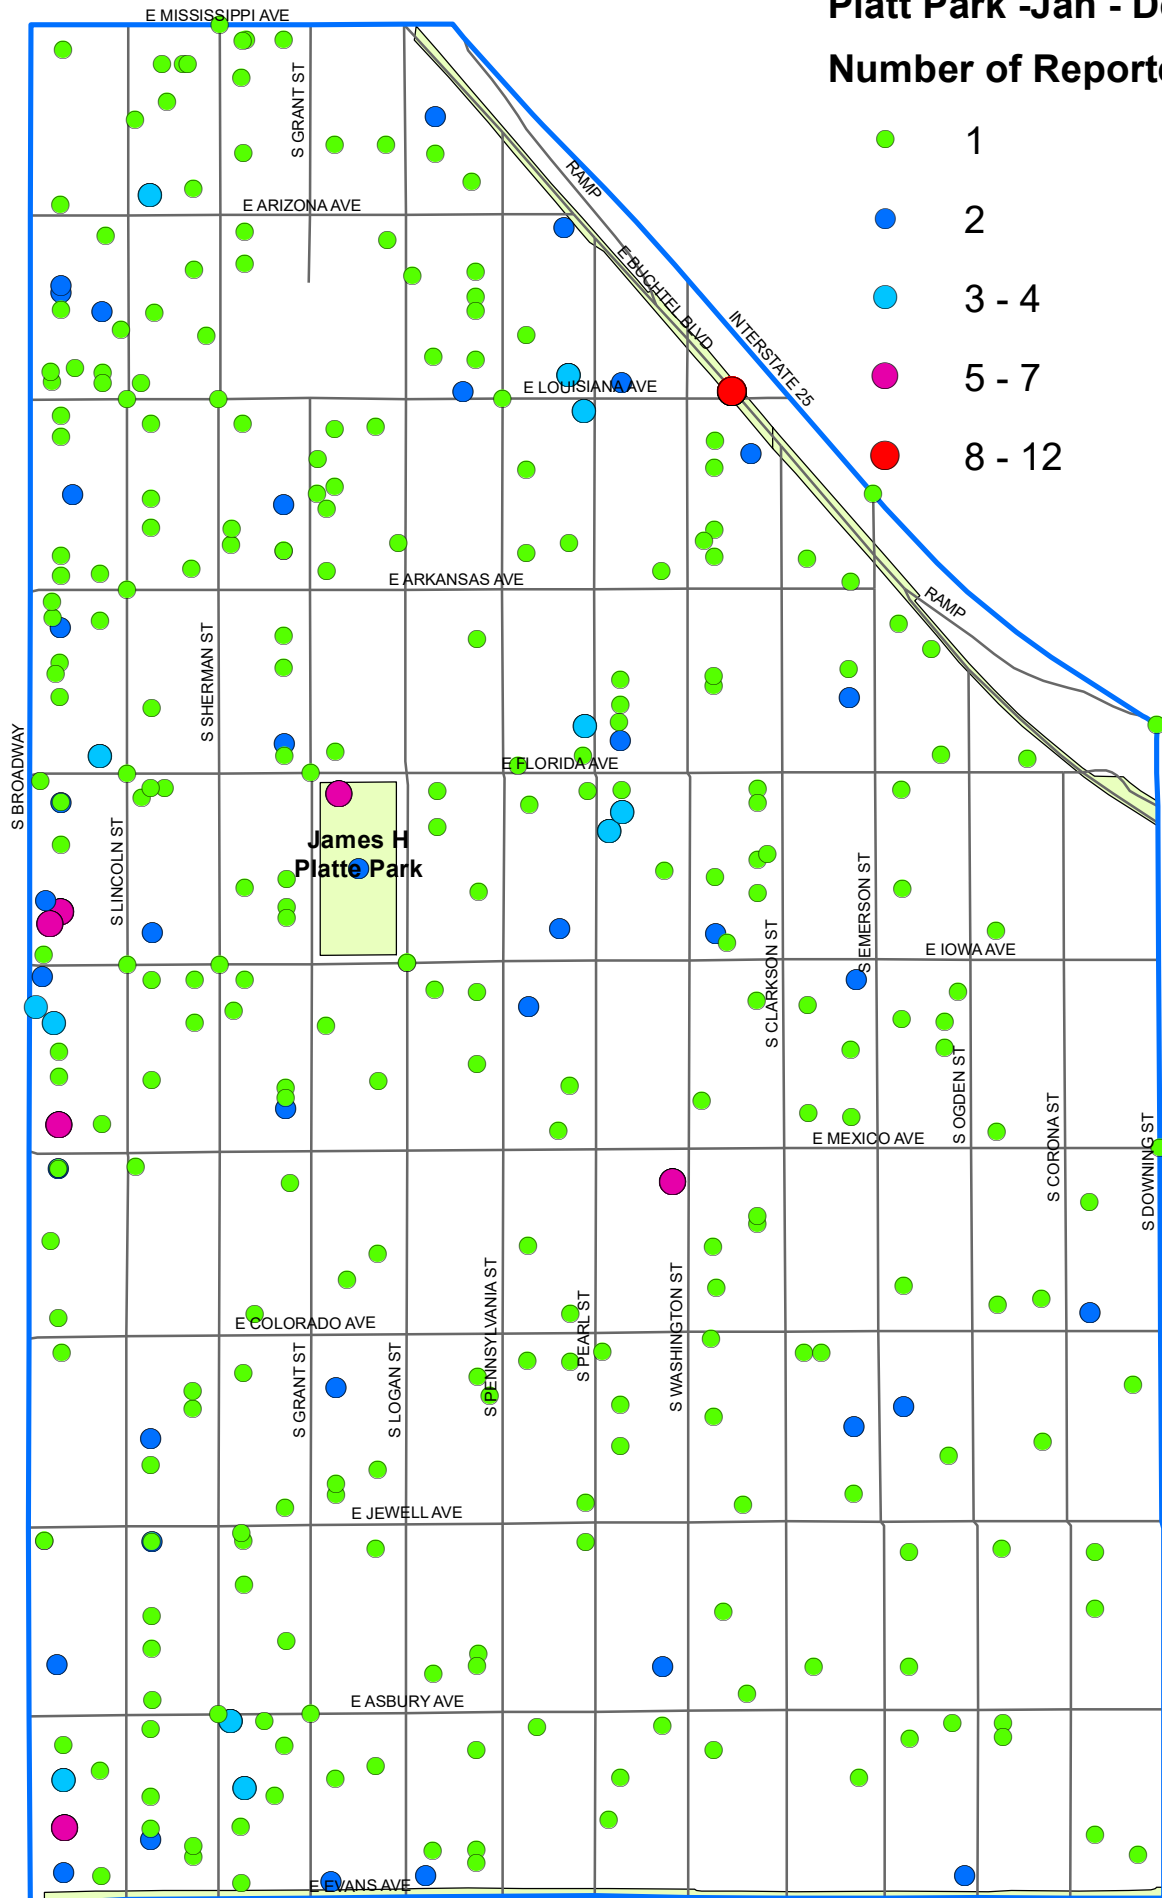 Platt Park -Jan -
Number of
1
2
3 - 4
5 - 7
8 - 12
E MISSISSIPPI AVE
S GRANT ST
RAMP
E ARIZONA AVE
E BUCHTEL BLVD
INTERSTATE 25
E LOUISIANA AVE
E ARKANSAS AVE
RAMP
S SHERMAN ST
S BROADWAY
E FLORIDA AVE
S LINCOLN ST
James H
Platte Park
S EMERSON ST
S CLARKSON ST
E IOWA AVE
S OGDEN ST
S CORONA ST
S DOWNING ST
E MEXICO AVE
S PENNSYLVANIA ST
S PEARL ST
S WASHINGTON ST
E COLORADO AVE
S GRANT ST
S LOGAN ST
E JEWELL AVE
E ASBURY AVE
E EVANS AVE